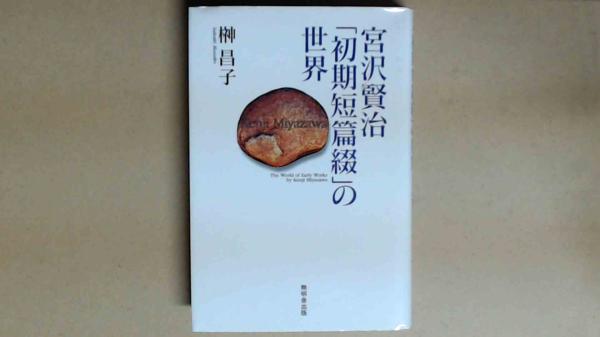 宮沢賢治
「初期短篇綴」の
世界
榊 昌子
Kenji Miyazawa
The World of Early Works
by Kenji Miyazawa
無明舎出版